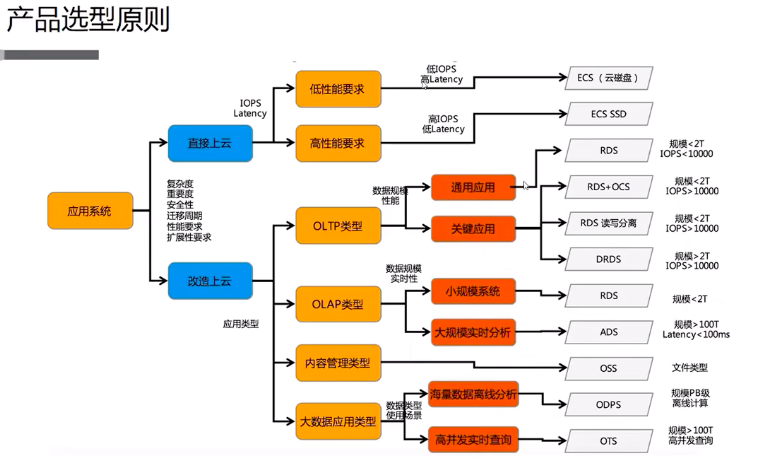 产品选型原则
应用系统
复杂度
重要度
安全性
迁移周期
性能要求
扩展性要求
直接上云
IOPS
Latency
低性能要求
低IOPS
高Latency
ECS （云磁盘）
高性能要求
高IOPS
低Latency
ECS SSD
改造上云
应用类型
OLTP类型
数据规模
性能
通用应用
RDS
规模<2T
IOPS<10000
关键应用
RDS+OCS
规模<2T
IOPS>10000
RDS 读写分离
规模<2T
IOPS>10000
DRDS
规模>2T
IOPS>10000
OLAP类型
数据规模
实时性
小规模系统
RDS
规模<2T
大规模实时分析
ADS
规模>100T
Latency<100ms
内容管理类型
OSS
文件类型
大数据应用类型
数据类型
使用场景
海量数据离线分析
ODPS
规模PB级
离线计算
高并发实时查询
OTS
规模>100T
高并发查询